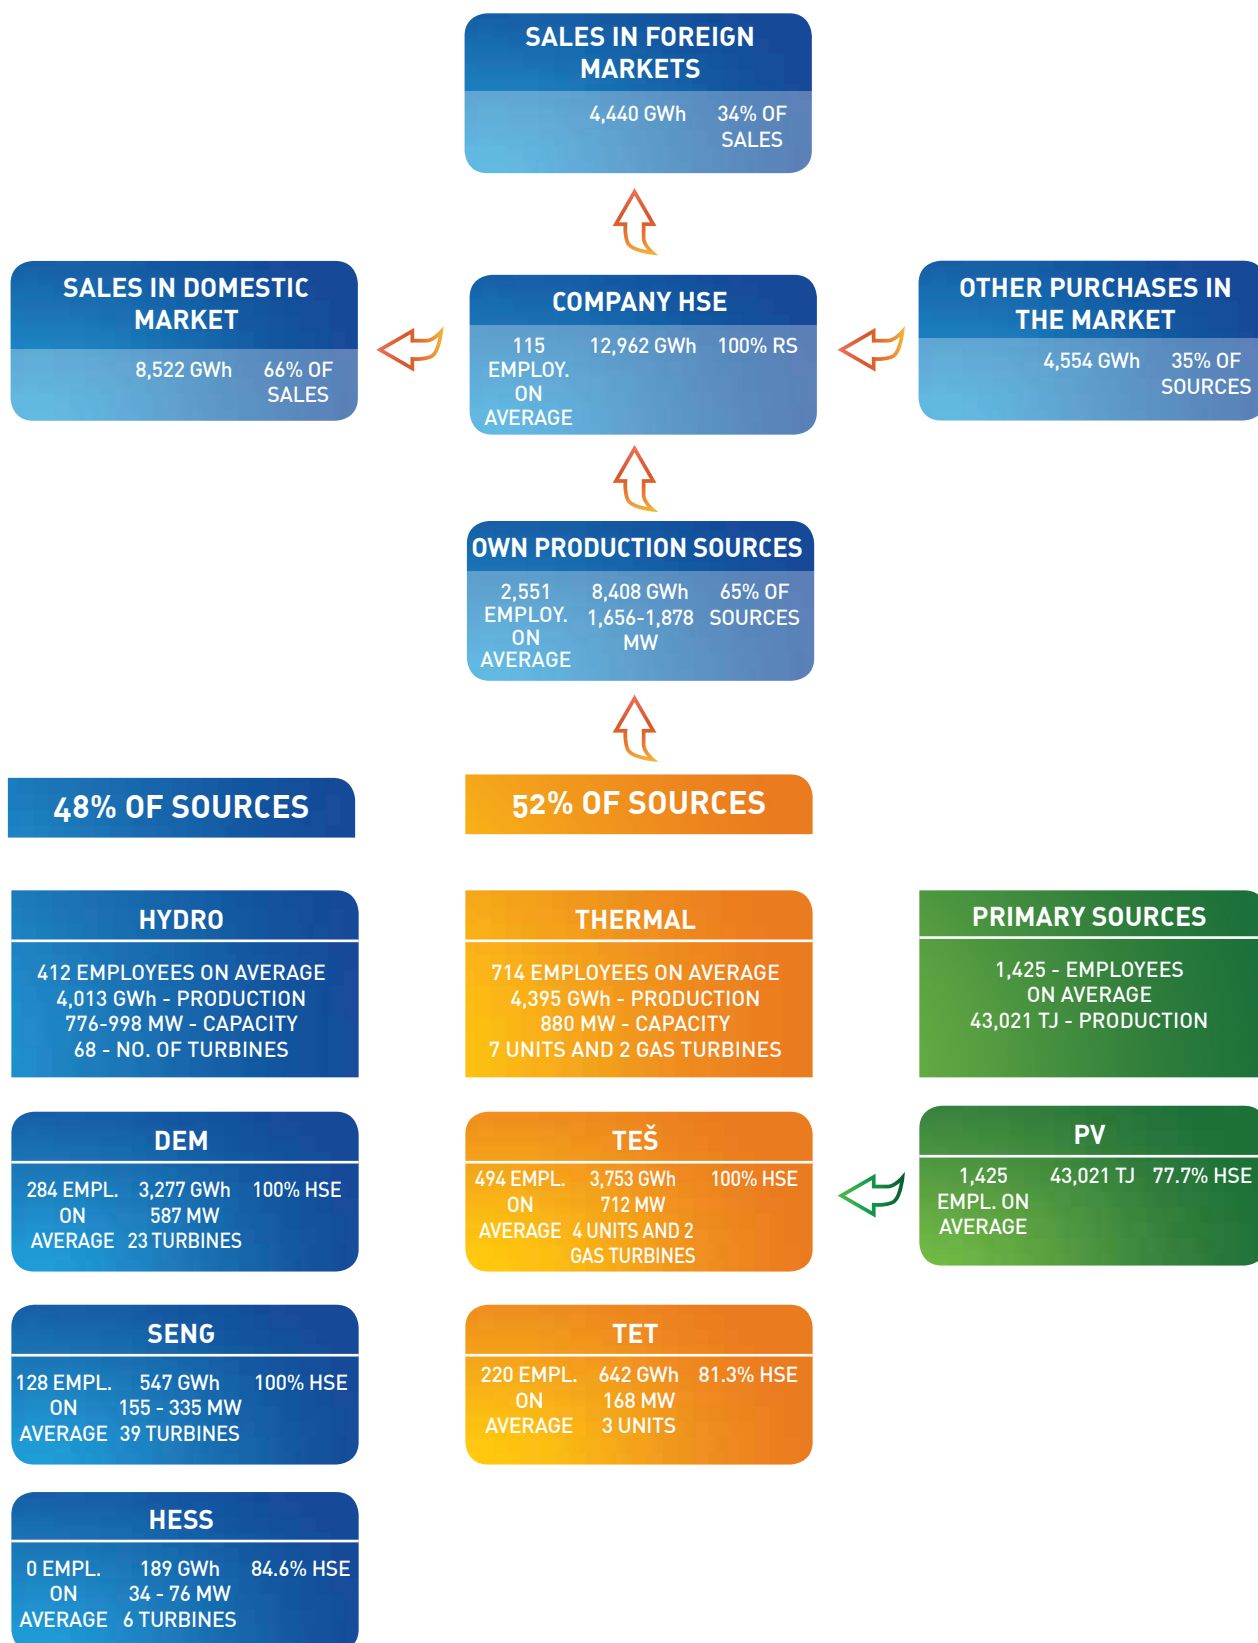 SALES IN FOREIGN
MARKETS
4,440 GWh 34% OF
SALES
SALES IN DOMESTIC
MARKET
8,522 GWh 66% OF
SALES
COMPANY HSE
115 12,962 GWh 100% RS
EMPLOY.
ON
AVERAGE
OTHER PURCHASES IN
THE MARKET
4,554 GWh 35% OF
SOURCES
OWN PRODUCTION SOURCES
2,551 8,408 GWh 65% OF
EMPLOY. 1,656-1,878 SOURCES
ON MW
AVERAGE
48% OF SOURCES
52% OF SOURCES
HYDRO
412 EMPLOYEES ON AVERAGE
4,013 GWh - PRODUCTION
776-998 MW - CAPACITY
68 - NO. OF TURBINES
THERMAL
714 EMPLOYEES ON AVERAGE
4,395 GWh - PRODUCTION
880 MW - CAPACITY
7 UNITS AND 2 GAS TURBINES
PRIMARY SOURCES
1,425 - EMPLOYEES
ON AVERAGE
43,021 TJ - PRODUCTION
DEM
284 EMPL. 3,277 GWh 100% HSE
ON 587 MW
AVERAGE 23 TURBINES
TEŠ
494 EMPL. 3,753 GWh 100% HSE
ON 712 MW
AVERAGE 4 UNITS AND 2
GAS TURBINES
PV
1,425 43,021 TJ 77.7% HSE
EMPL. ON
AVERAGE
SENG
128 EMPL. 547 GWh 100% HSE
ON 155 - 335 MW
AVERAGE 39 TURBINES
TET
220 EMPL. 642 GWh 81.3% HSE
ON 168 MW
AVERAGE 3 UNITS
HESS
0 EMPL. 189 GWh 84.6% HSE
ON 34 - 76 MW
AVERAGE 6 TURBINES